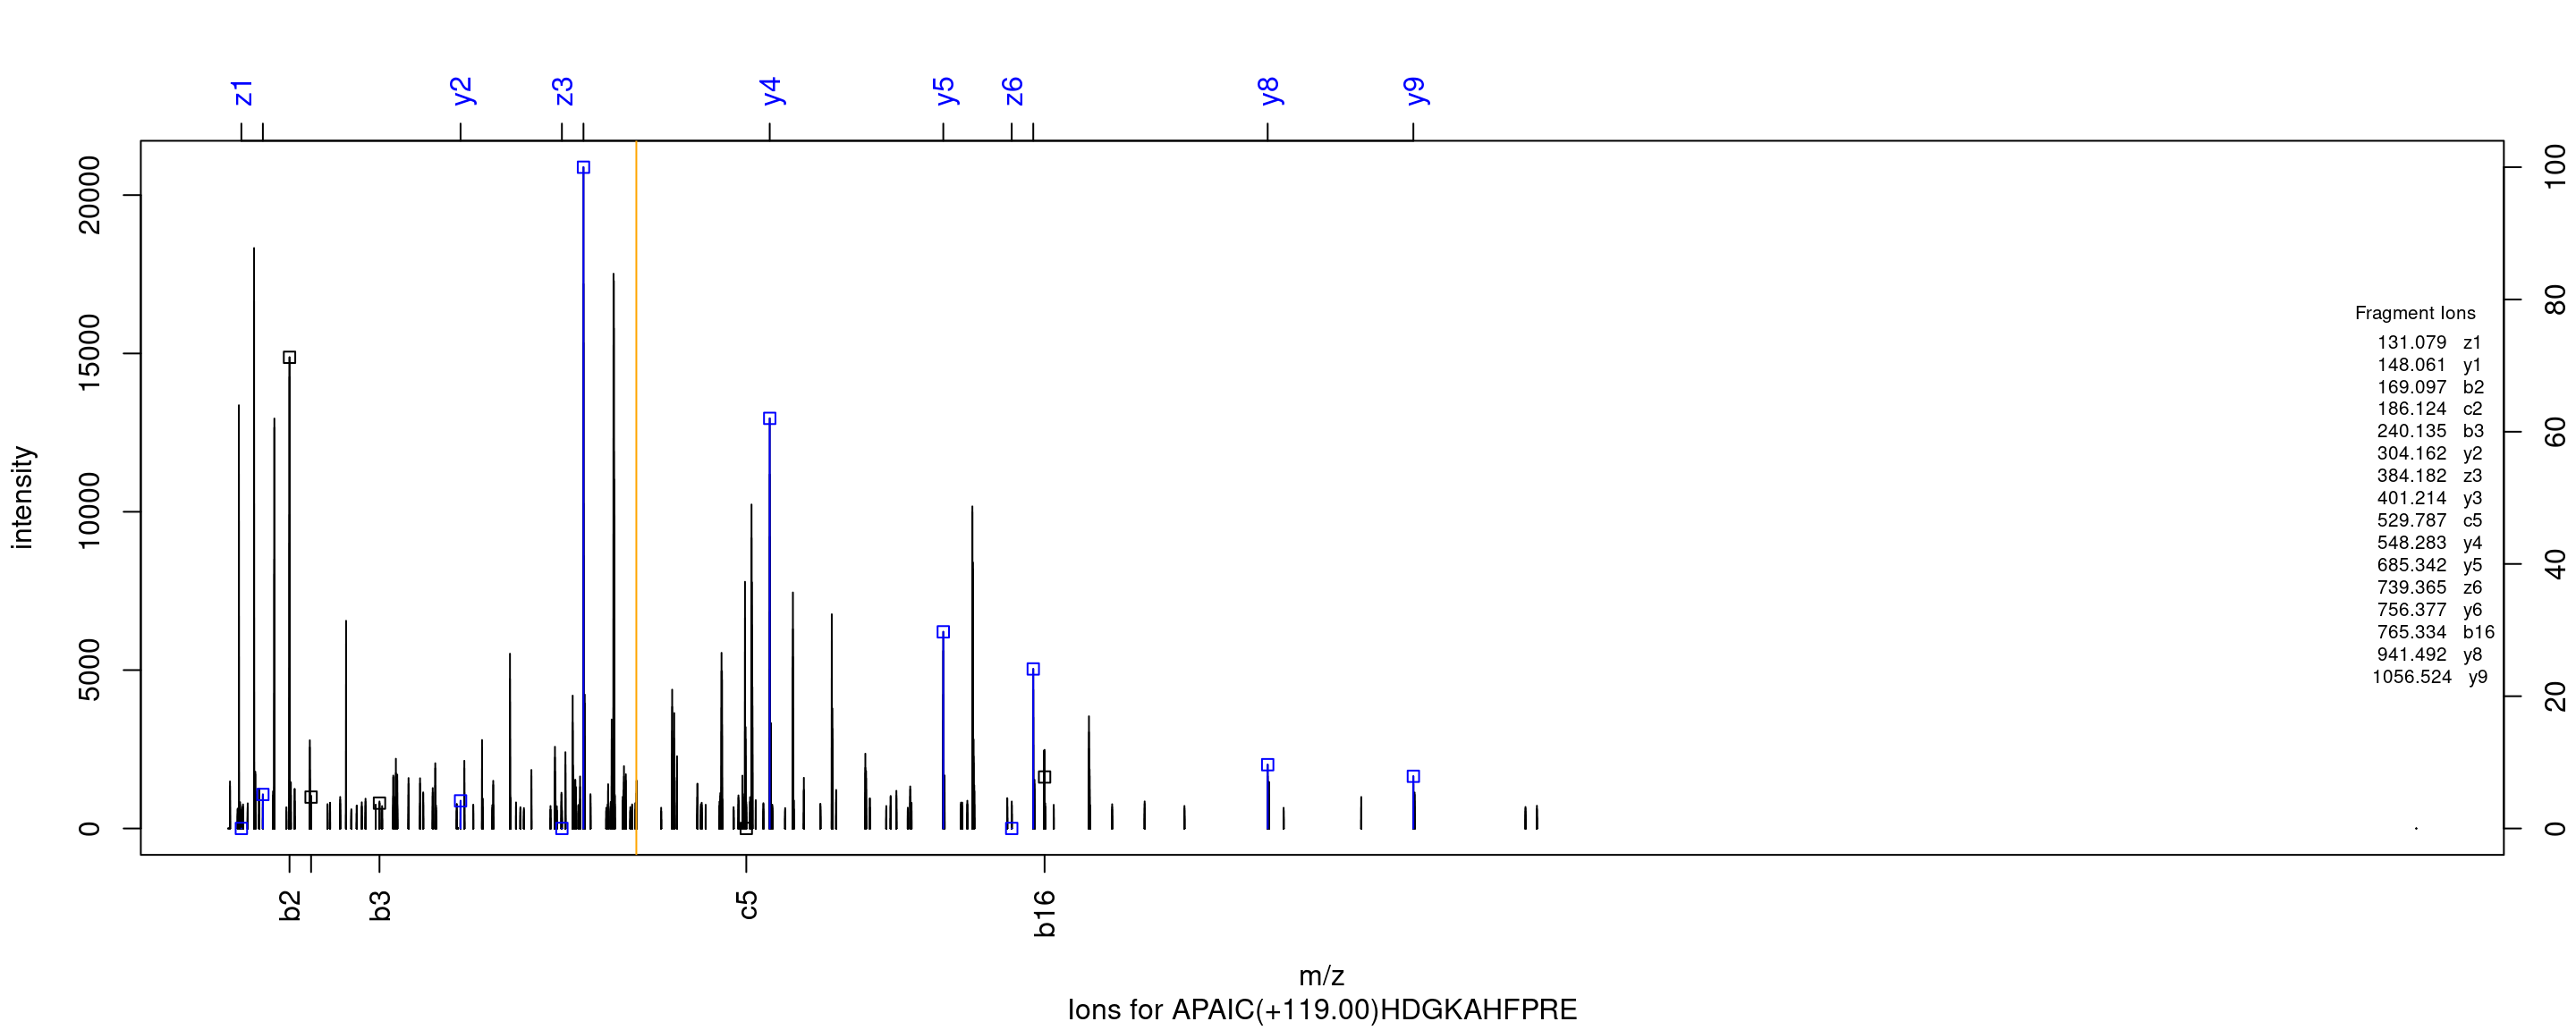 z1 y2 z3 y4 y5 z6 y8 y9
intensity
0 5000 10000 15000 20000
0 20 40 60 80 100
Fragment Ions
131.079 z1
148.061 y1
169.097 b2
186.124 c2
240.135 b3
304.162 y2
384.182 z3
401.214 y3
529.787 c5
548.283 y4
685.342 y5
739.365 z6
756.377 y6
765.334 b16
941.492 y8
1056.524 y9
b2 b3 c5 b16
m/z
Ions for APAIC(+119.00)HDGKAHFPRE